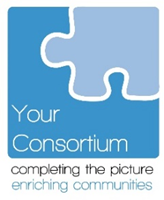 Your
Consortium
completing the picture
enriching communities